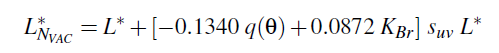 L*_{N_{VAC}} = L* + [−0.1340 q(θ) + 0.0872 K_{Br}] s_{uv} L*